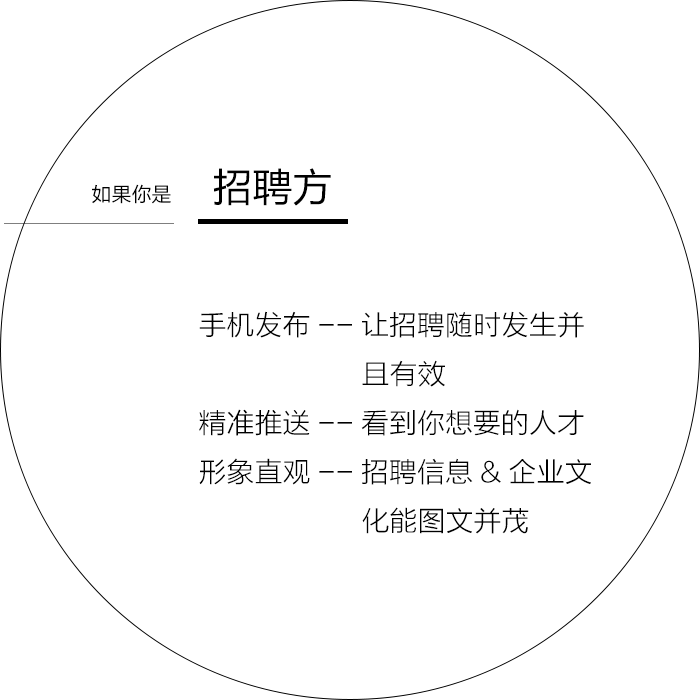 如果你是 招聘方
手机发布 -- 让招聘随时发生并
且有效
精准推送 -- 看到你想要的人才
形象直观 -- 招聘信息 & 企业文
化能图文并茂